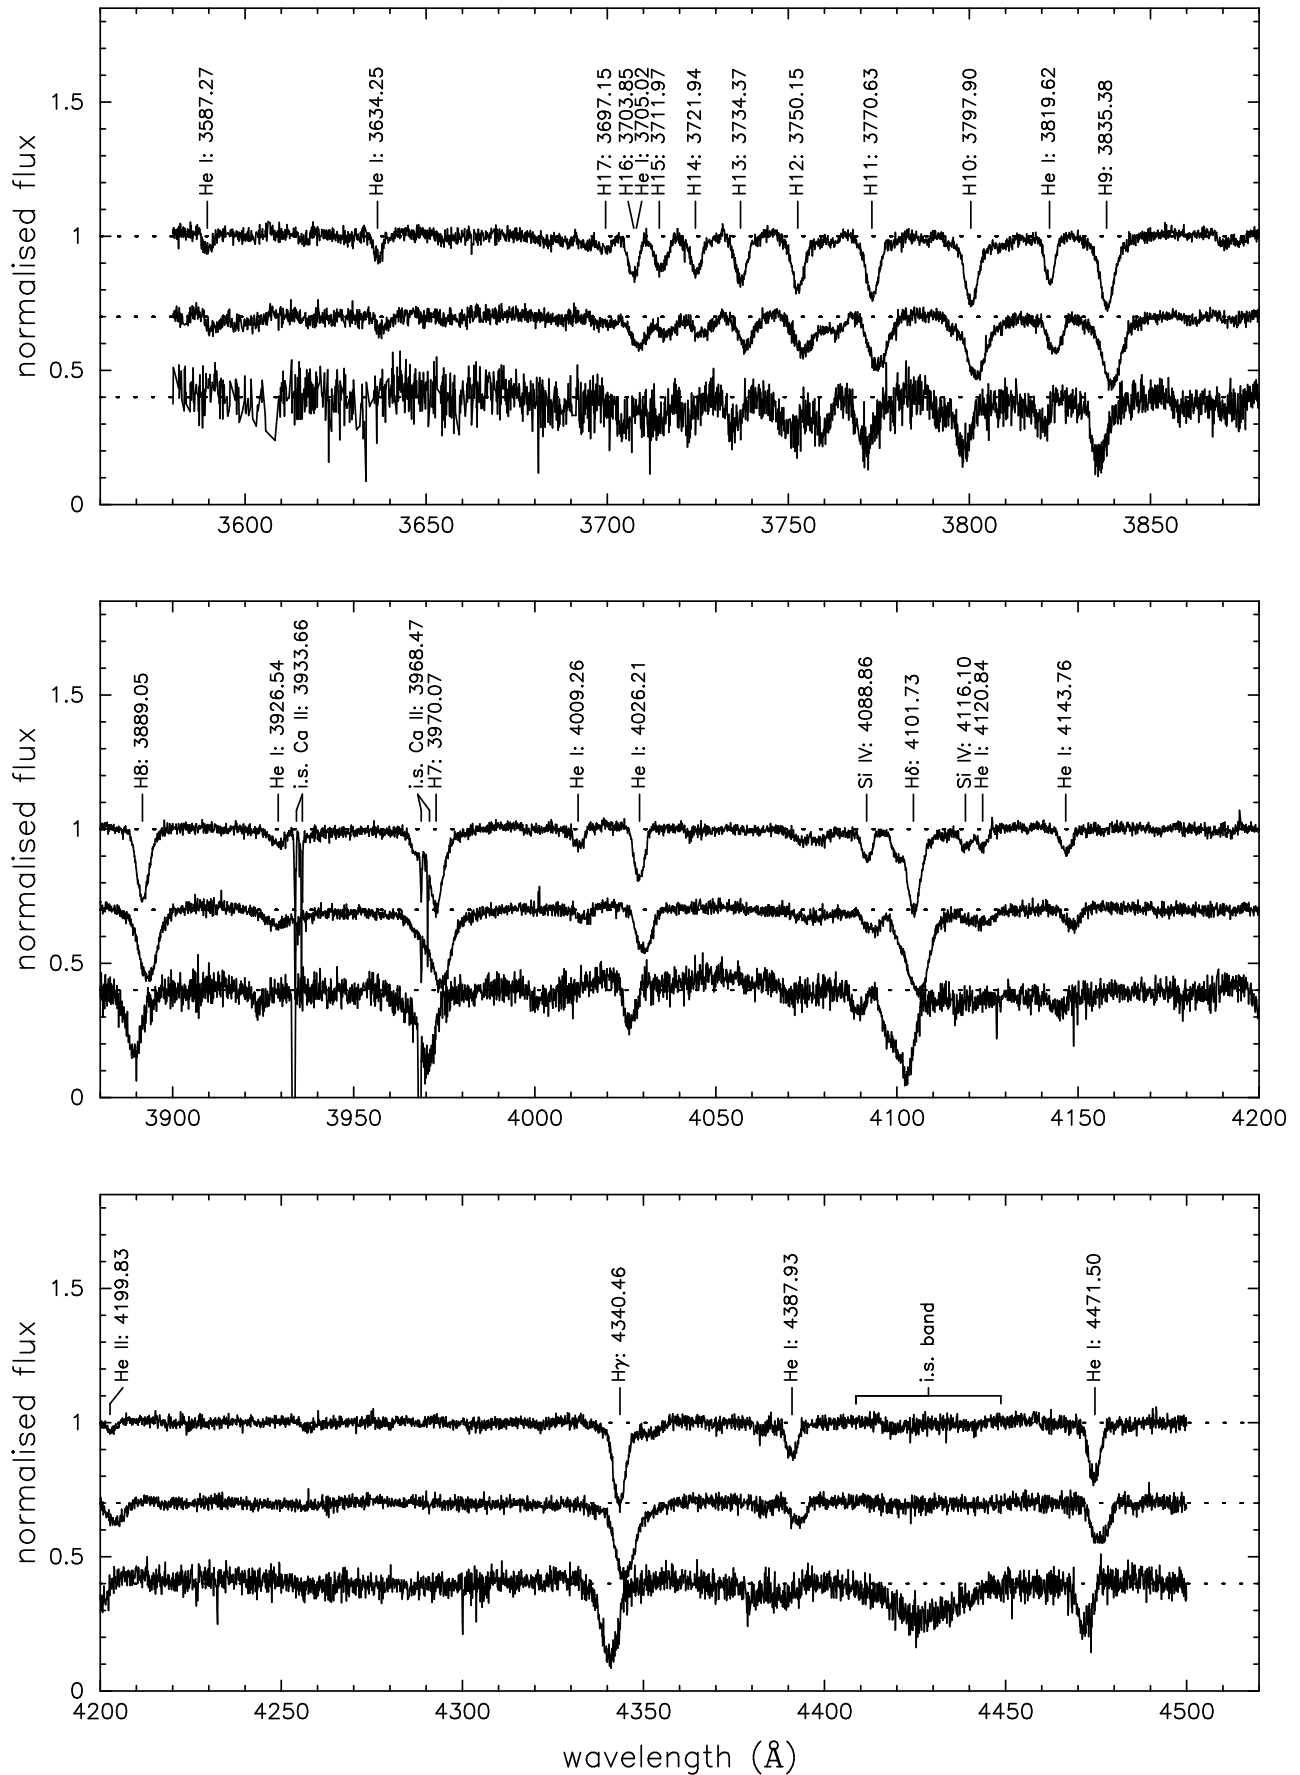 He I: 3587.27
He I: 3634.25
H17: 3697.15
H16: 3703.85
He I: 3705.02
H15: 3711.97
H14: 3721.94
H13: 3734.37
H12: 3750.15
H11: 3770.63
H10: 3797.90
He I: 3819.62
H9: 3835.38
normalised flux
1.5
1
0.5
0
3600
3650
3700
3750
3800
3850
H8: 3889.05
He I: 3926.54
i.s. Ca II: 3933.66
i.s. Ca II: 3968.47
H7: 3970.07
He I: 4009.26
He I: 4026.21
Si IV: 4088.86
Hδ: 4101.73
Si IV: 4116.10
He I: 4120.84
He I: 4143.76
normalised flux
1.5
1
0.5
0
3900
3950
4000
4050
4100
4150
4200
He II: 4199.83
Hγ: 4340.46
He I: 4387.93
i.s. band
He I: 4471.50
normalised flux
1.5
1
0.5
0
4200
4250
4300
4350
4400
4450
4500
wavelength (Å)